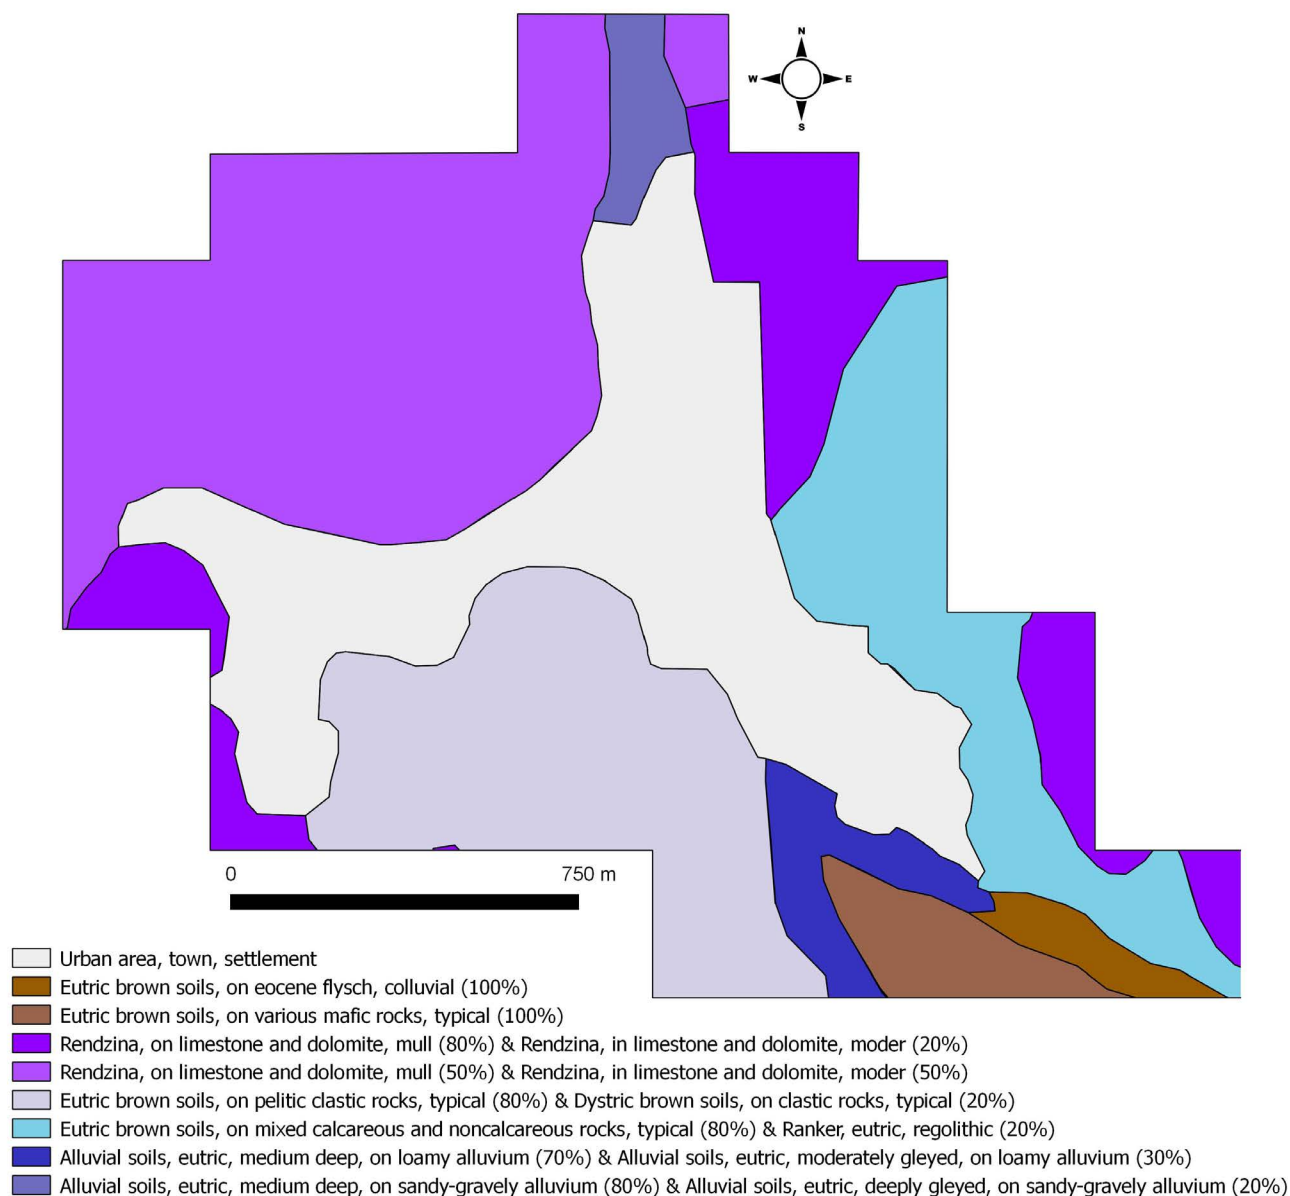 N
W E
S
0 750 m
Urban area, town, settlement
Eutric brown soils, on eocene flysch, colluvial (100%)
Eutric brown soils, on various mafic rocks, typical (100%)
Rendzina, on limestone and dolomite, mull (80%) & Rendzina, in limestone and dolomite, moder (20%)
Rendzina, on limestone and dolomite, mull (50%) & Rendzina, in limestone and dolomite, moder (50%)
Eutric brown soils, on pelitic clastic rocks, typical (80%) & Dystric brown soils, on clastic rocks, typical (20%)
Eutric brown soils, on mixed calcareous and noncalcareous rocks, typical (80%) & Ranker, eutric, regolithic (20%)
Alluvial soils, eutric, medium deep, on loamy alluvium (70%) & Alluvial soils, eutric, moderately gleyed, on loamy alluvium (30%)
Alluvial soils, eutric, medium deep, on sandy-gravely alluvium (80%) & Alluvial soils, eutric, deeply gleyed, on sandy-gravely alluvium (20%)